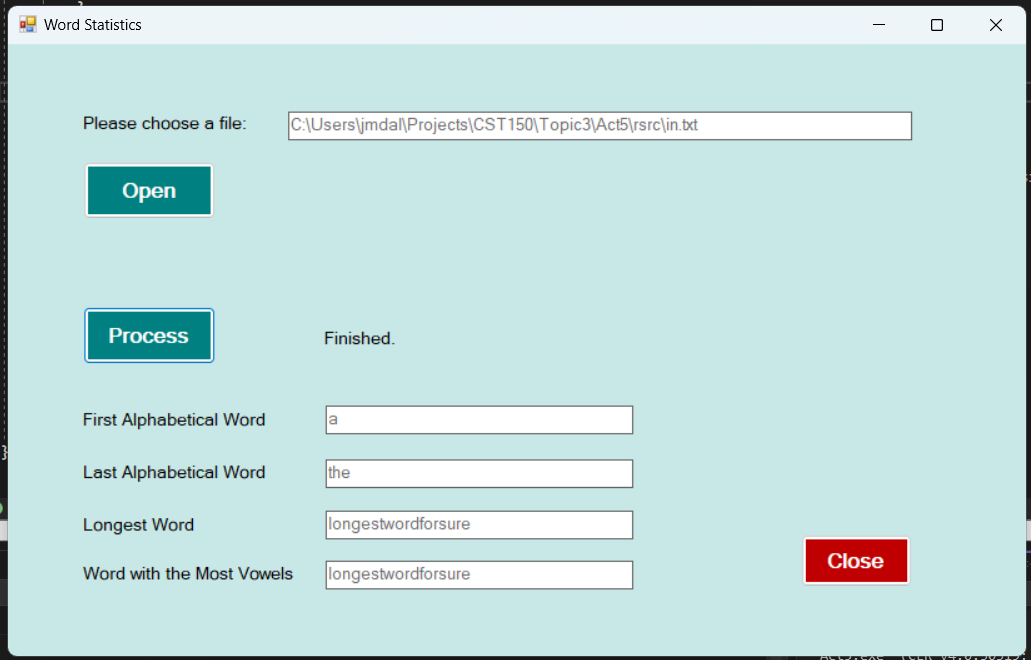 Word Statistics
Please choose a file: C:\Users\jmdal\Projects\CST150\Topic3\Act5\rsrc\in.txt
Open
Process Finished.
First Alphabetical Word a
Last Alphabetical Word the
Longest Word longestwordforsure
Word with the Most Vowels longestwordforsure
Close